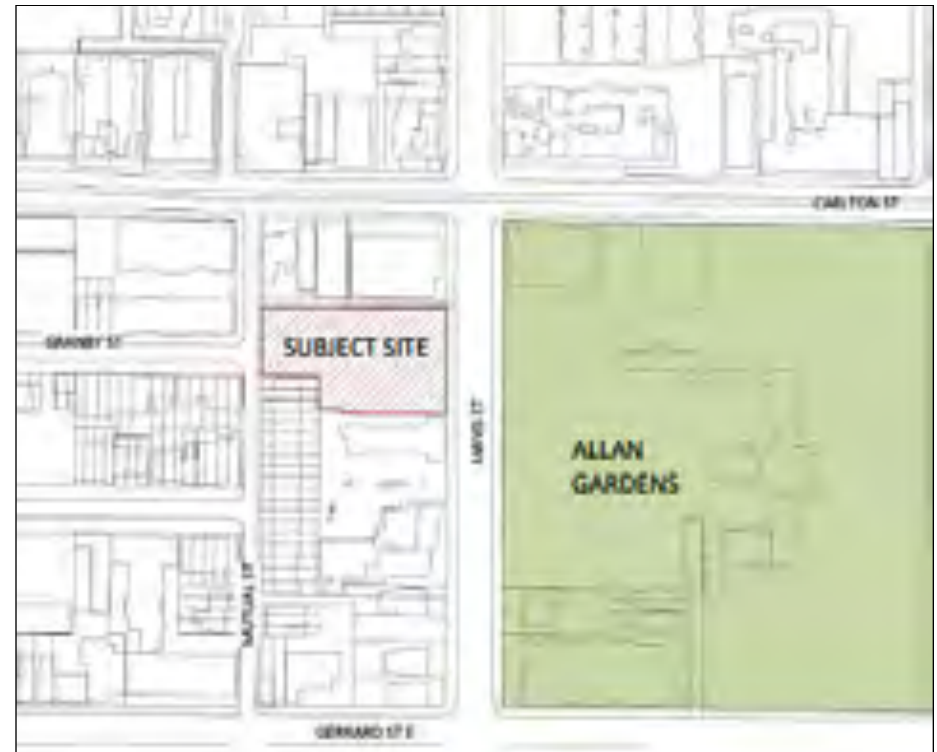 CARLTON ST
GRANBY ST
SUBJECT SITE
JARVIS ST
ALLAN
GARDENS
MUTUAL ST
GERRARD ST E